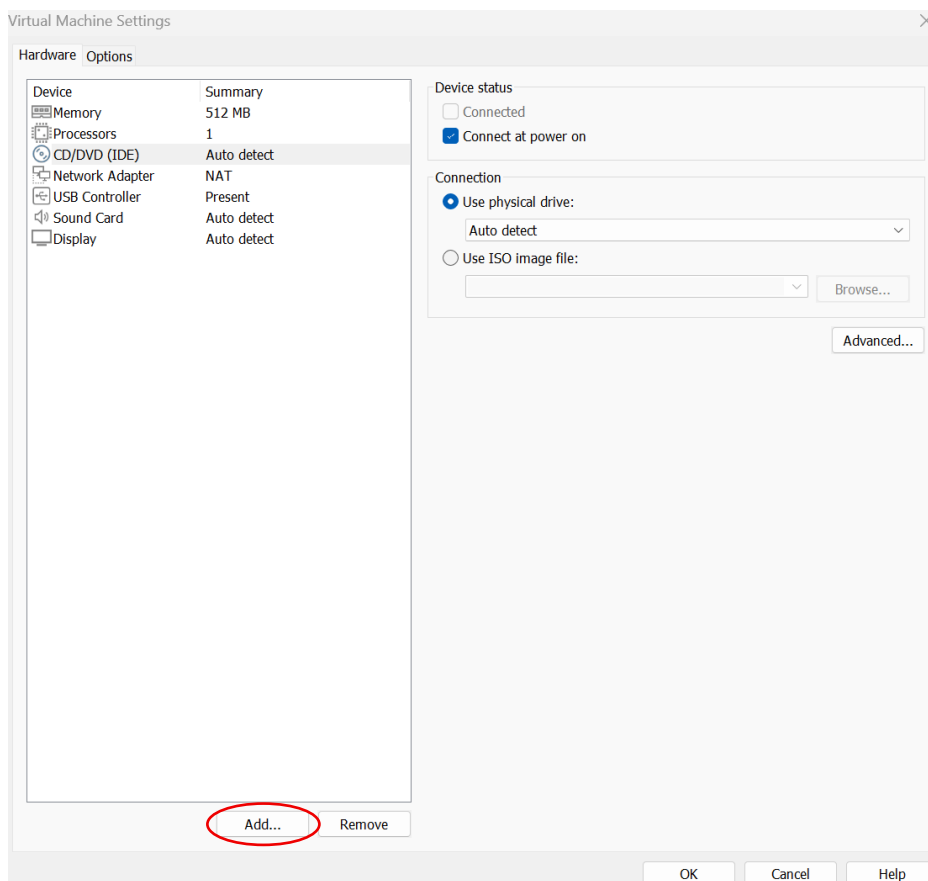 Virtual Machine Settings
Hardware Options
Device Summary
Memory 512 MB
Processors 1
CD/DVD (IDE) Auto detect
Network Adapter NAT
USB Controller Present
Sound Card Auto detect
Display Auto detect
Add... Remove
Device status
Connected
Connect at power on
Connection
Use physical drive:
Auto detect
Use ISO image file:
Browse...
Advanced...
OK Cancel Help